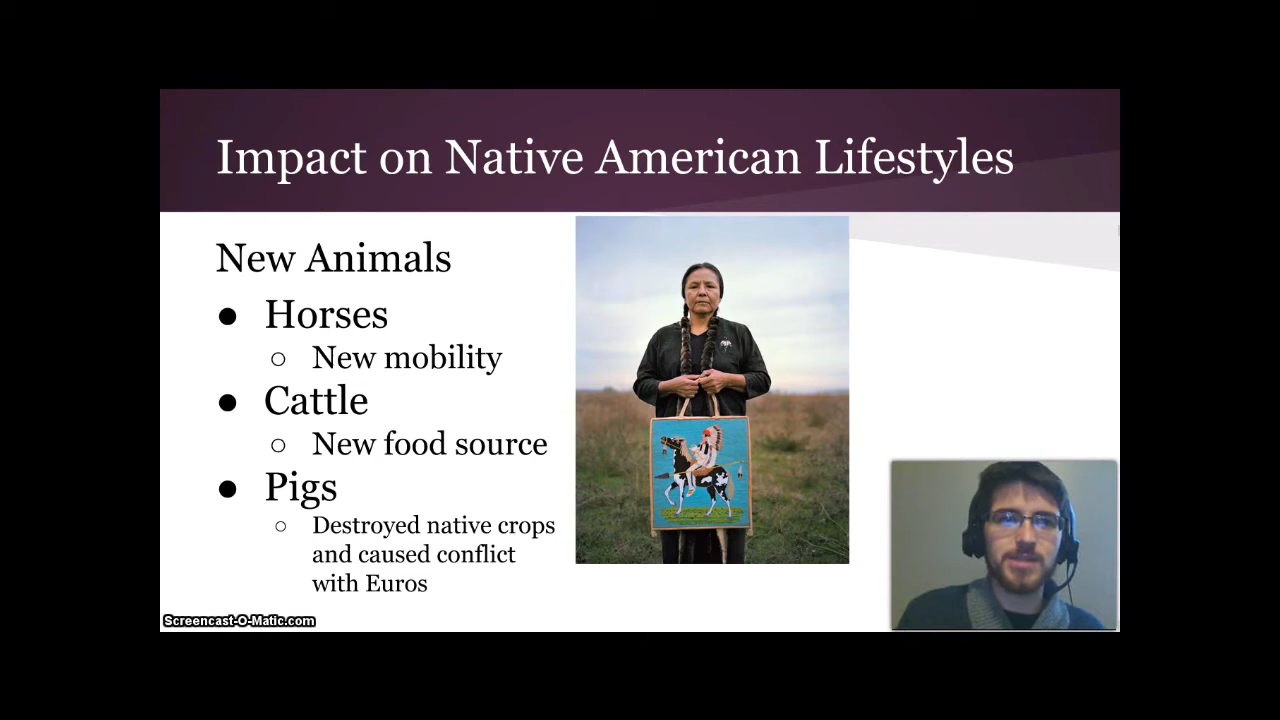 Impact on Native American Lifestyles
New Animals
● Horses
○ New mobility
● Cattle
○ New food source
● Pigs
○ Destroyed native crops
and caused conflict
with Euros
Screencast-O-Matic.com